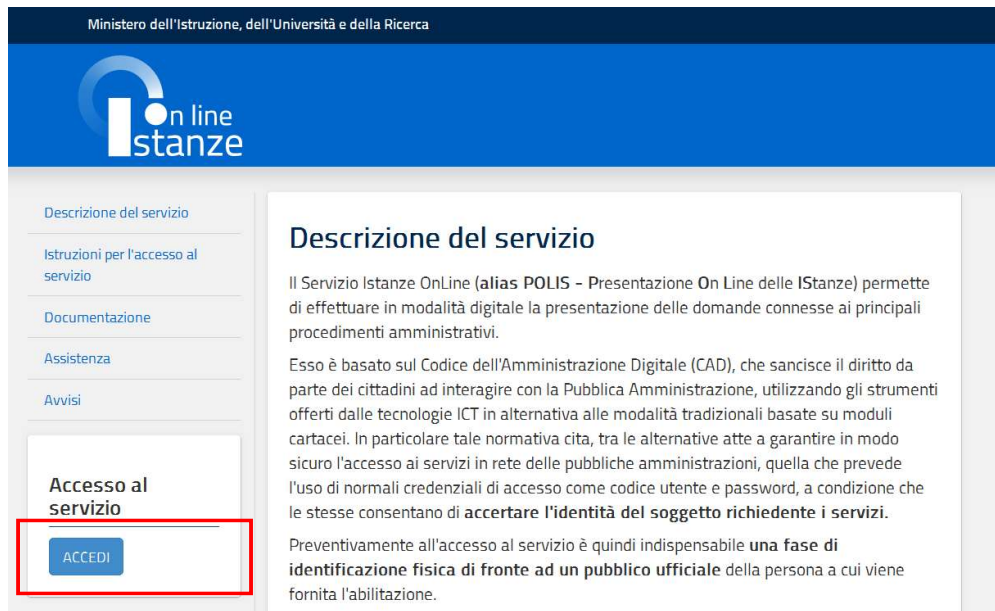 Ministero dell'Istruzione, dell'Università e della Ricerca
On line
Istanze
Descrizione del servizio
Istruzioni per l'accesso al
servizio
Documentazione
Assistenza
Avvisi
Accesso al
servizio
ACCEDI
Descrizione del servizio
Il Servizio Istanze OnLine (alias POLIS - Presentazione On Line delle IStanze) permette
di effettuare in modalità digitale la presentazione delle domande connesse ai principali
procedimenti amministrativi.
Esso è basato sul Codice dell'Amministrazione Digitale (CAD), che sancisce il diritto da
parte dei cittadini ad interagire con la Pubblica Amministrazione, utilizzando gli strumenti
offerti dalle tecnologie ICT in alternativa alle modalità tradizionali basate su moduli
cartacei. In particolare tale normativa cita, tra le alternative atte a garantire in modo
sicuro l'accesso ai servizi in rete delle pubbliche amministrazioni, quella che prevede
l'uso di normali credenziali di accesso come codice utente e password, a condizione che
le stesse consentano di accertare l'identità del soggetto richiedente i servizi.
Preventivamente all'accesso al servizio è quindi indispensabile una fase di
identificazione fisica di fronte ad un pubblico ufficiale della persona a cui viene
fornita l'abilitazione.